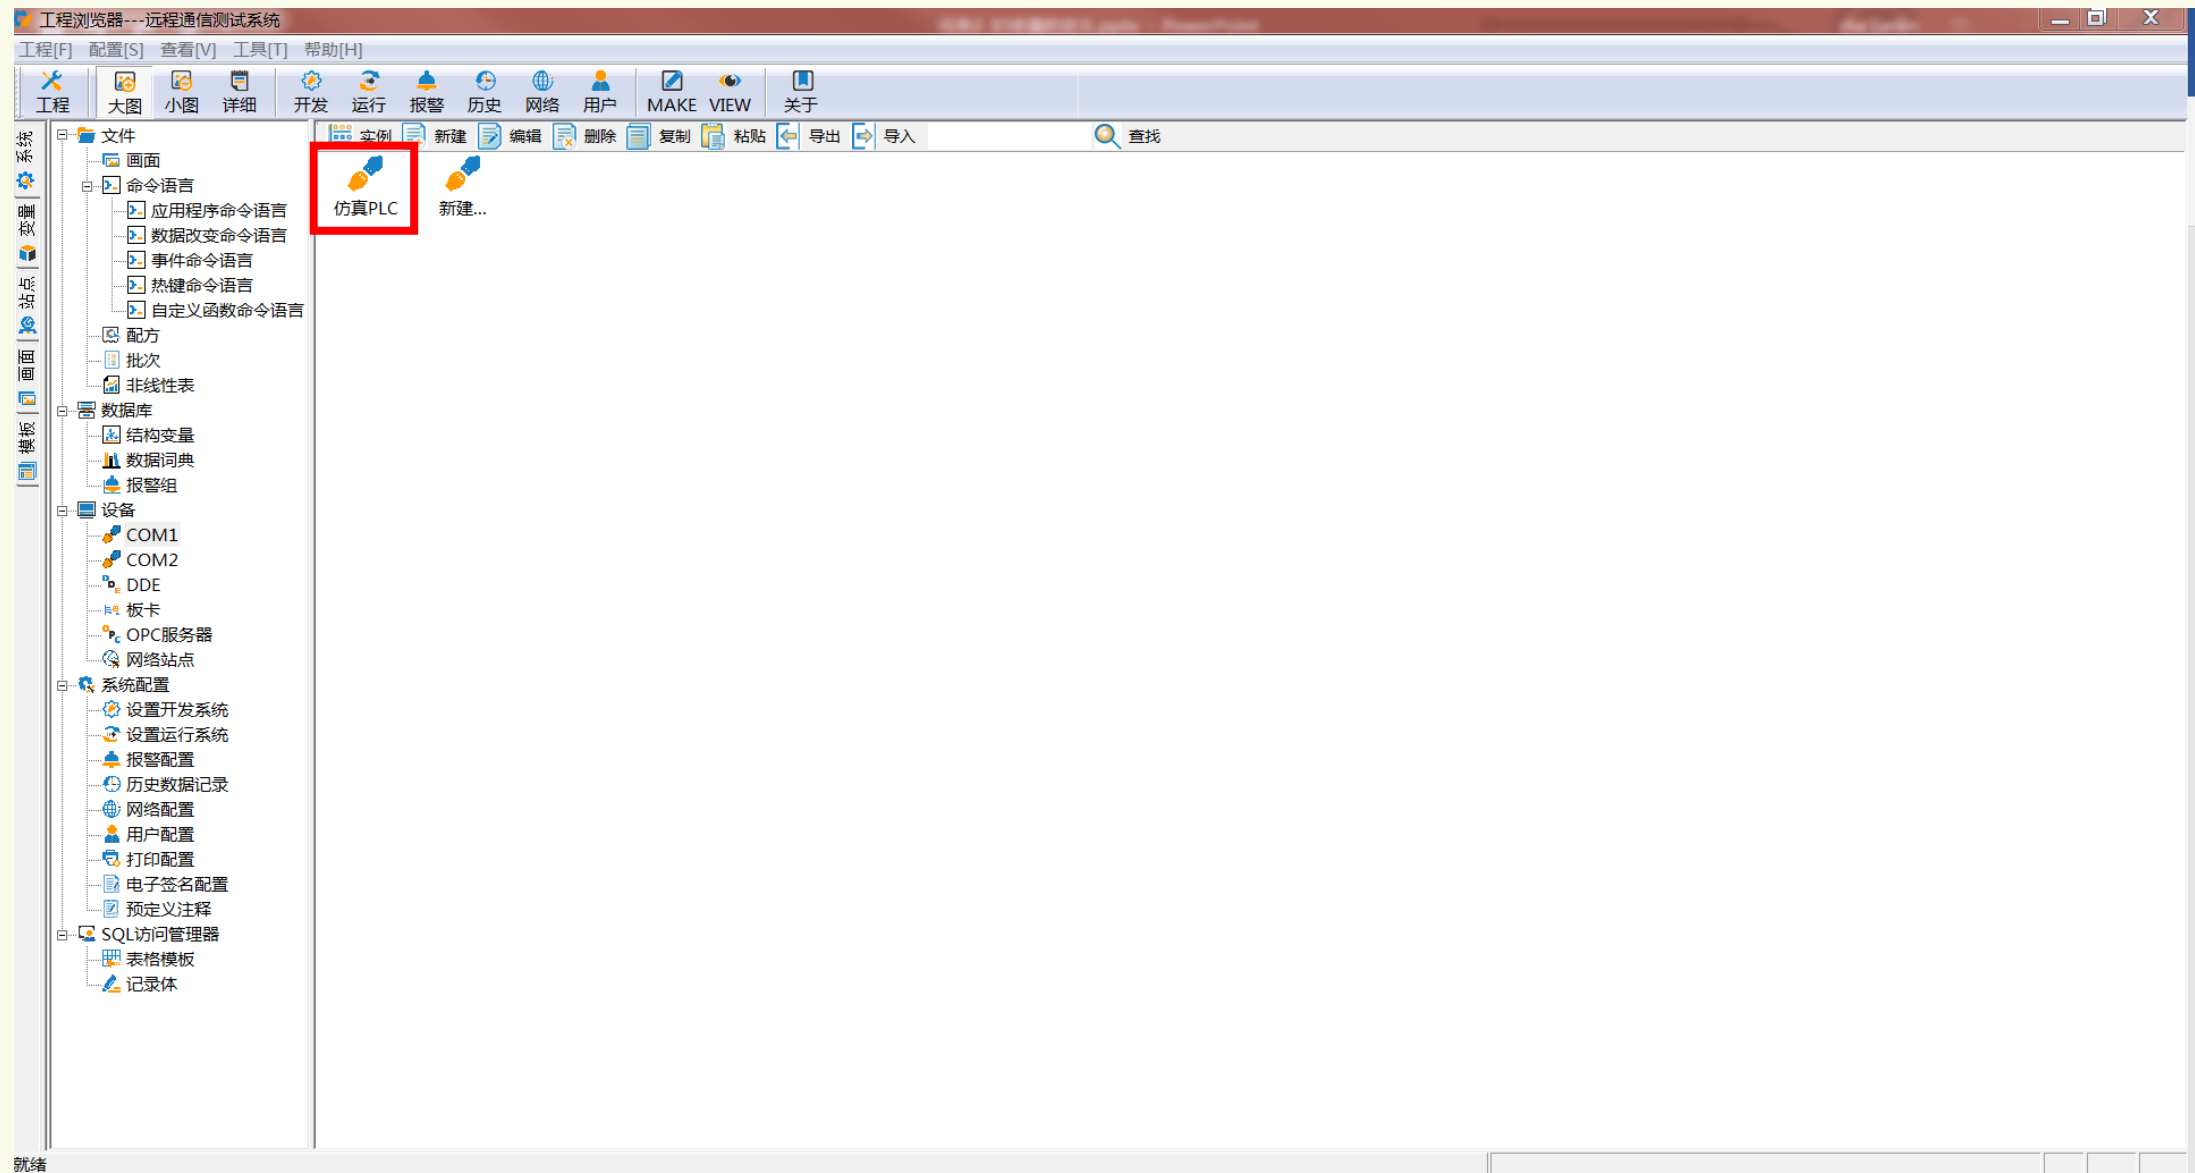 工程浏览器---远程通信测试系统
工程[F] 配置[S] 查看[V] 工具[T] 帮助[H]
工程 大图 小图 详细 开发 运行 报警 历史 网络 用户 MAKE VIEW 关于
实例 新建 编辑 删除 复制 粘贴 导出 导入 查找
系统
变量
站点
画面
模板
文件
画面
命令语言
应用程序命令语言
数据改变命令语言
事件命令语言
热键命令语言
自定义函数命令语言
配方
批次
非线性表
数据库
结构变量
数据词典
报警组
设备
COM1
COM2
DDE
板卡
OPC服务器
网络站点
系统配置
设置开发系统
设置运行系统
报警配置
历史数据记录
网络配置
用户配置
打印配置
电子签名配置
预定义注释
SQL访问管理器
表格模板
记录体
仿真PLC 新建...
就绪